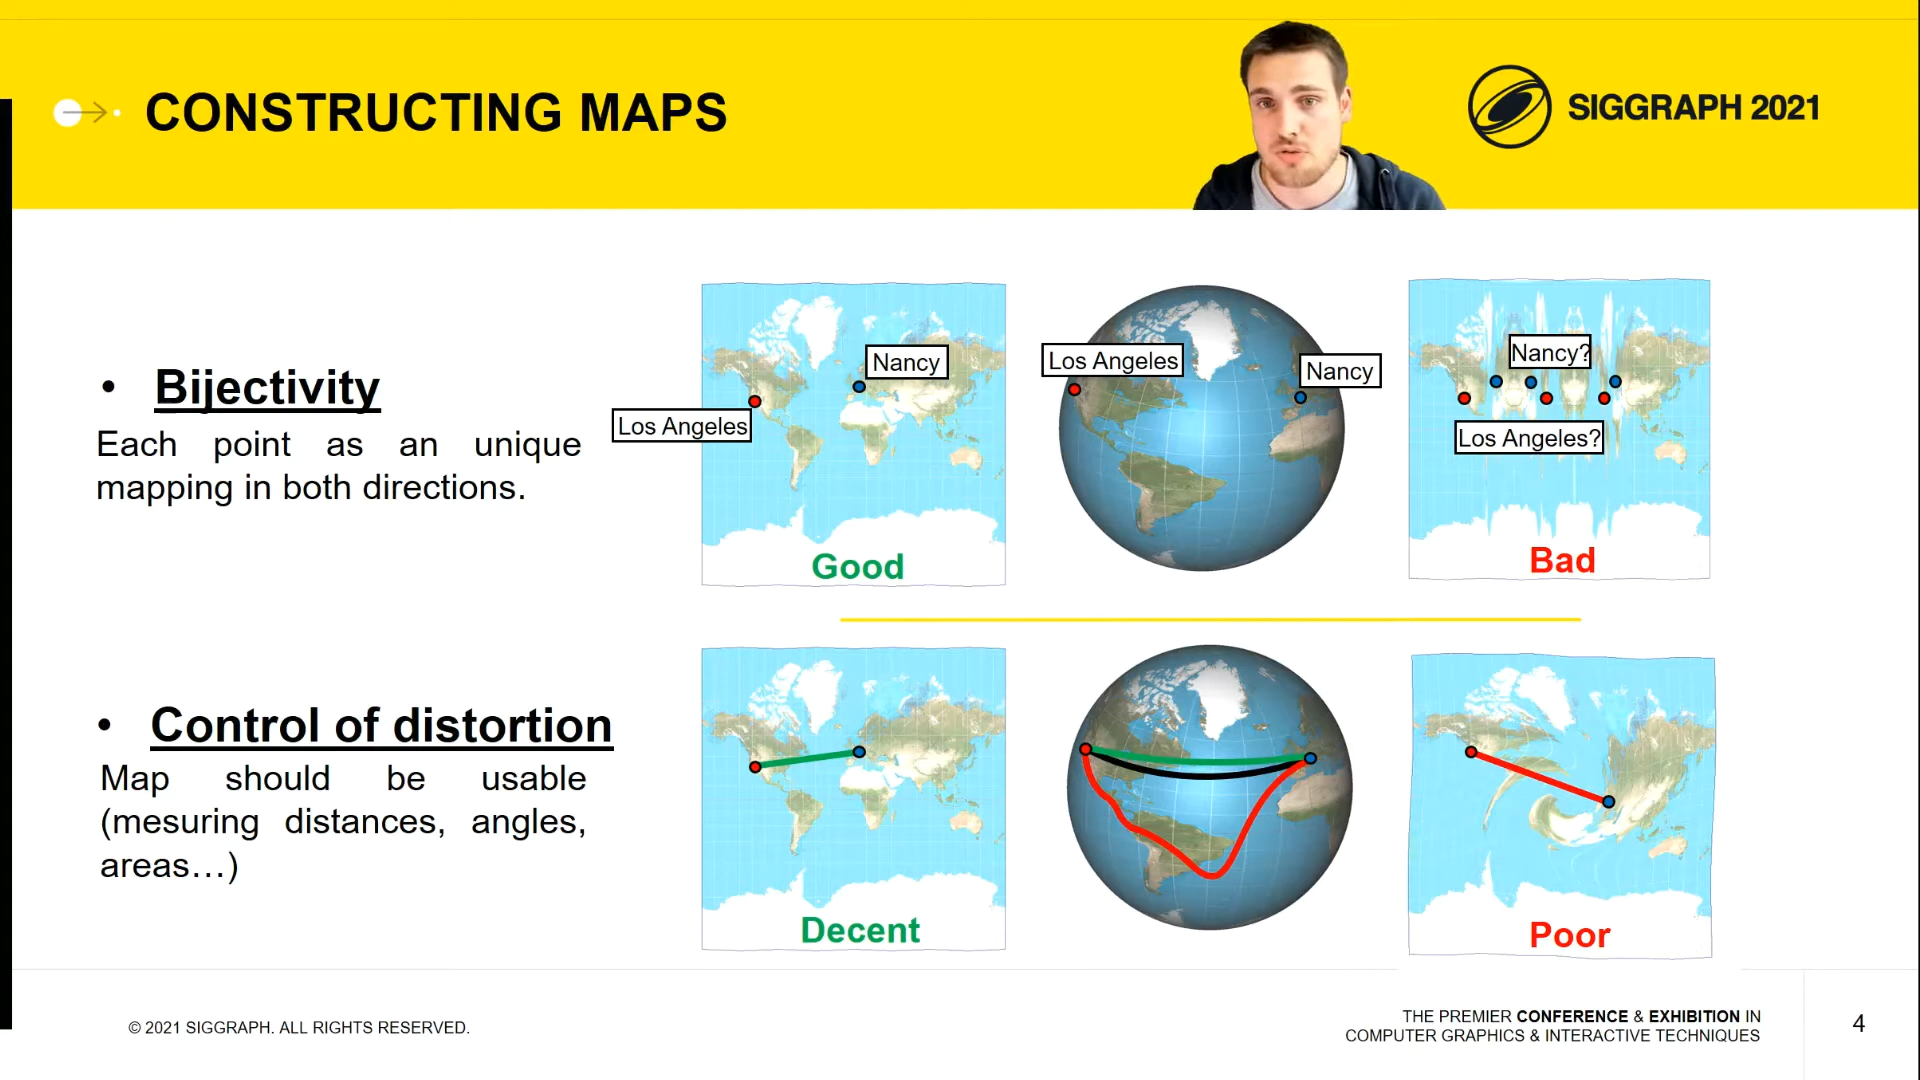 CONSTRUCTING MAPS
SIGGRAPH 2021
• Bijectivity
Each point as an unique
mapping in both directions.
Nancy
Los Angeles
Good
Los Angeles
Nancy
Nancy?
Los Angeles?
Bad
• Control of distortion
Map should be usable
(mesuring distances, angles,
areas…)
Decent
Poor
© 2021 SIGGRAPH. ALL RIGHTS RESERVED.
THE PREMIER CONFERENCE & EXHIBITION IN
COMPUTER GRAPHICS & INTERACTIVE TECHNIQUES
4